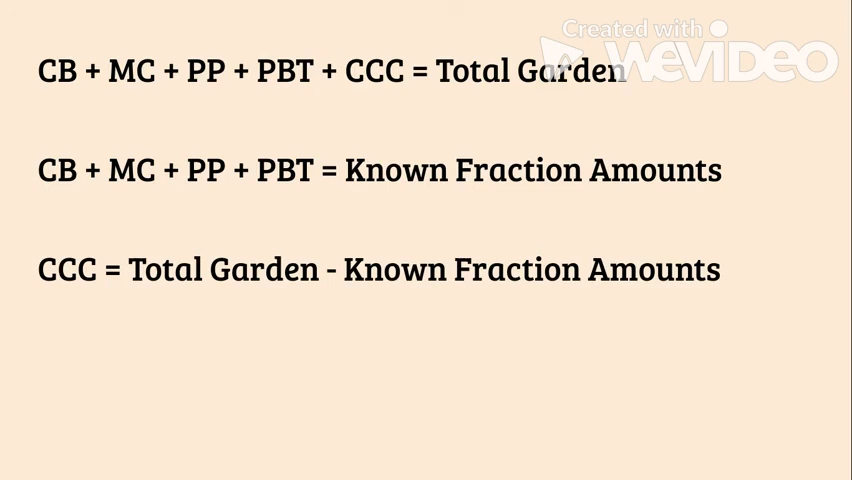 Created with
WeVideo
CB + MC + PP + PBT + CCC = Total Garden
CB + MC + PP + PBT = Known Fraction Amounts
CCC = Total Garden - Known Fraction Amounts